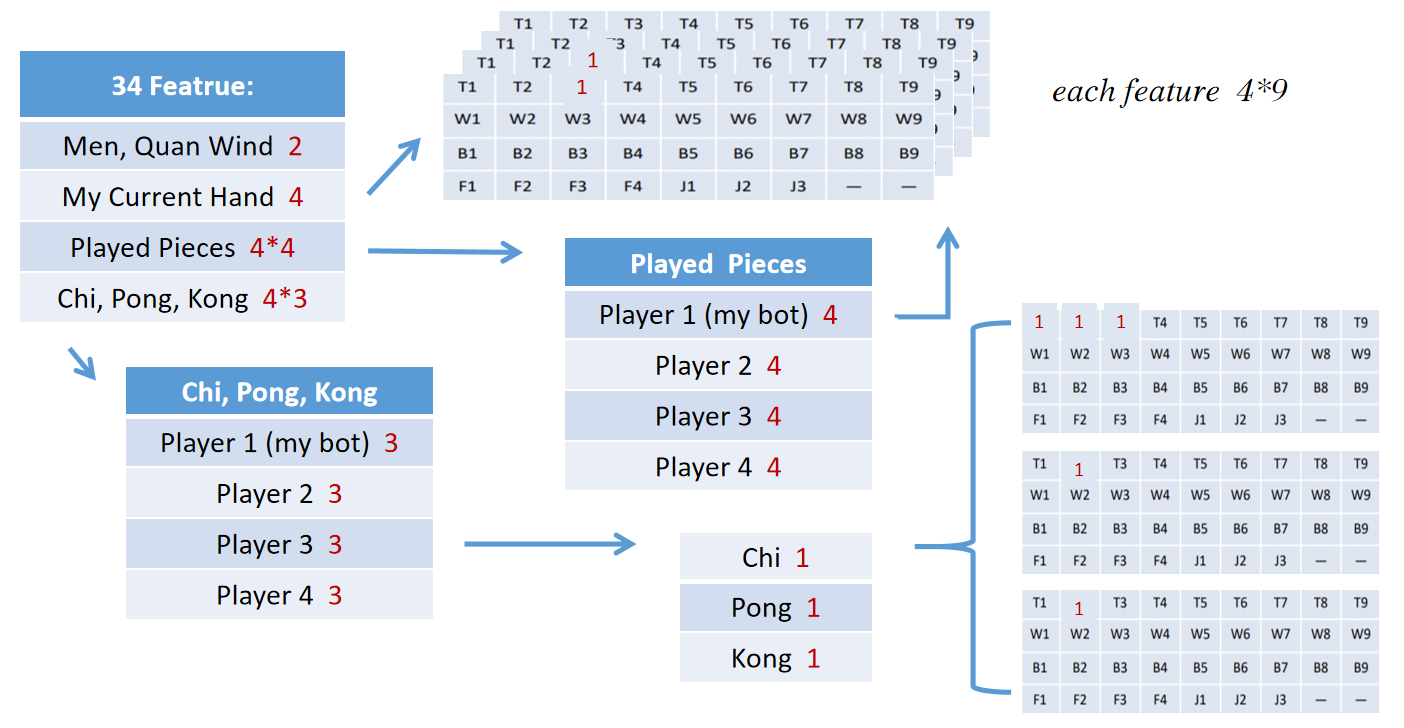 34 Featrue:
Men, Quan Wind 2
My Current Hand 4
Played Pieces 4*4
Chi, Pong, Kong 4*3
T1 T2 T3 T4 T5 T6 T7 T8 T9
T1 T2 T3 T4 T5 T6 T7 T8 T9
T1 T2 1 T4 T5 T6 T7 T8 T9
T1 T2 1 T4 T5 T6 T7 T8 T9
W1 W2 W3 W4 W5 W6 W7 W8 W9
B1 B2 B3 B4 B5 B6 B7 B8 B9
F1 F2 F3 F4 J1 J2 J3 — —
each feature 4*9
Played Pieces
Player 1 (my bot) 4
Player 2 4
Player 3 4
Player 4 4
Chi, Pong, Kong
Player 1 (my bot) 3
Player 2 3
Player 3 3
Player 4 3
Chi 1
Pong 1
Kong 1
1 1 1 T4 T5 T6 T7 T8 T9
W1 W2 W3 W4 W5 W6 W7 W8 W9
B1 B2 B3 B4 B5 B6 B7 B8 B9
F1 F2 F3 F4 J1 J2 J3 — —
T1 1 T3 T4 T5 T6 T7 T8 T9
W1 W2 W3 W4 W5 W6 W7 W8 W9
B1 B2 B3 B4 B5 B6 B7 B8 B9
F1 F2 F3 F4 J1 J2 J3 — —
T1 1 T3 T4 T5 T6 T7 T8 T9
W1 W2 W3 W4 W5 W6 W7 W8 W9
B1 B2 B3 B4 B5 B6 B7 B8 B9
F1 F2 F3 F4 J1 J2 J3 — —